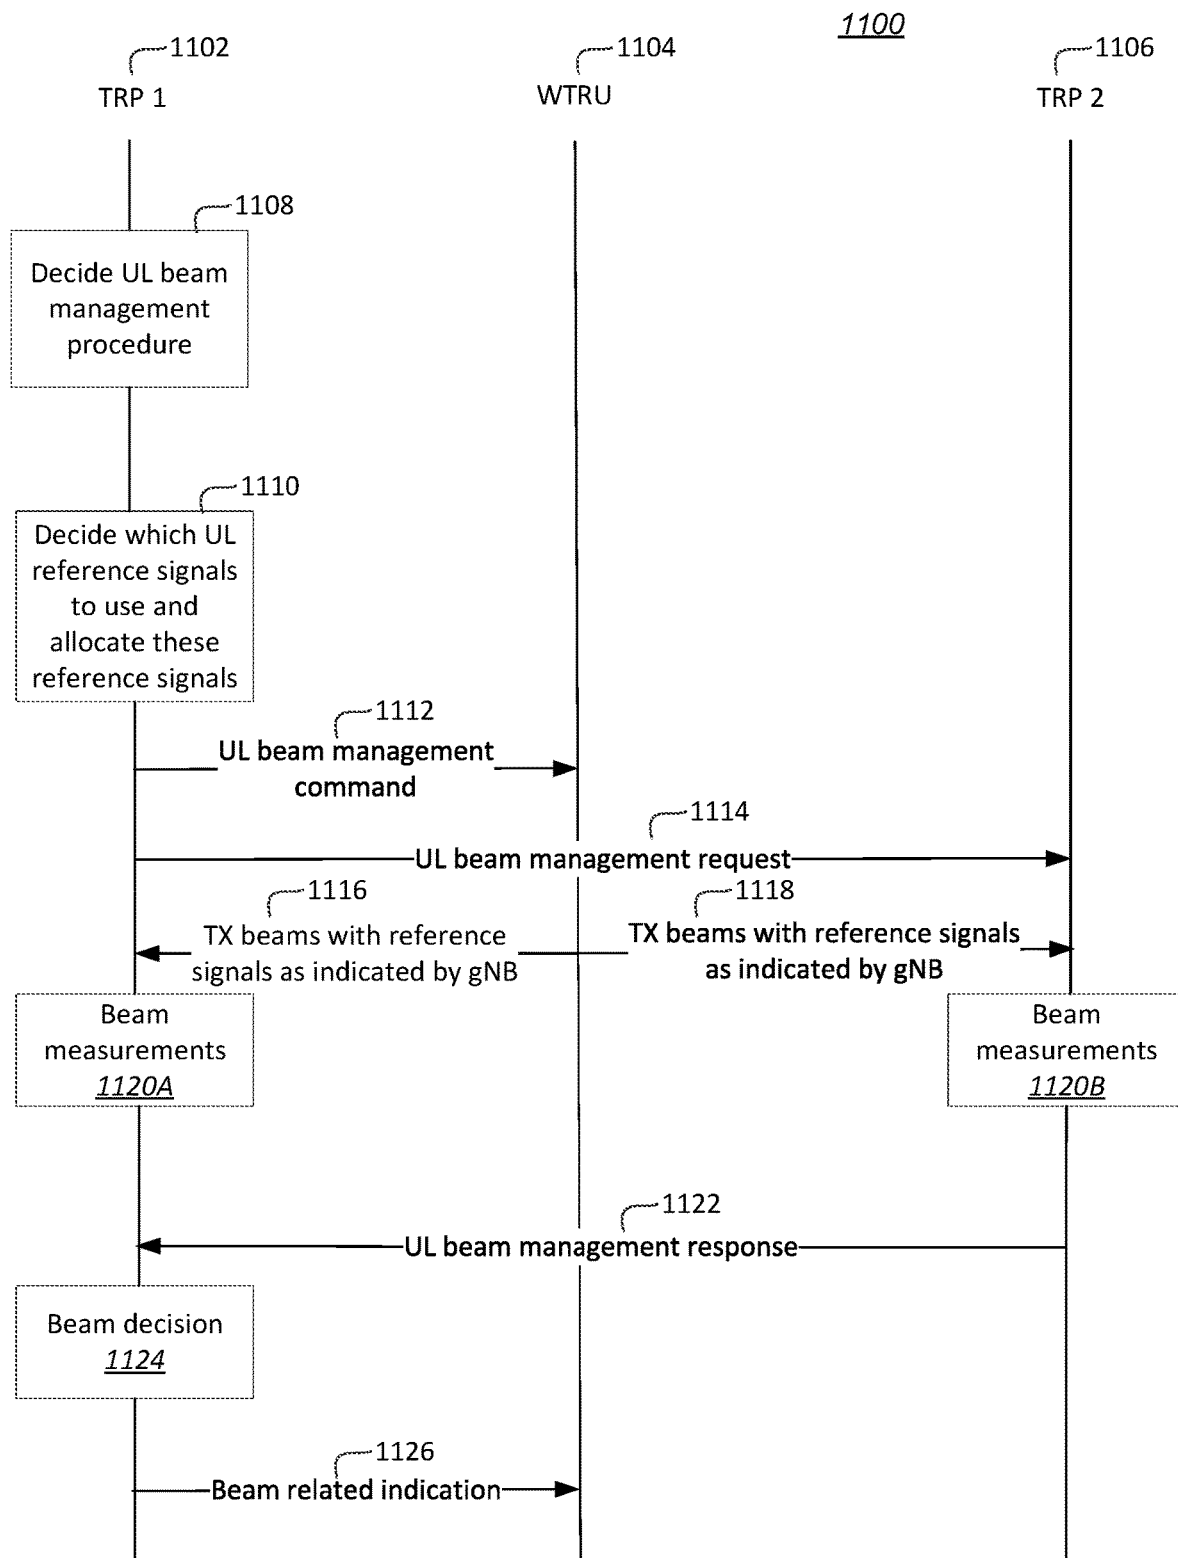 1100
1102
1104
1106
TRP 1
WTRU
TRP 2
1108
Decide UL beam
management
procedure
1110
Decide which UL
reference signals
to use and
allocate these
reference signals
1112
UL beam management
command
1114
UL beam management request
1116
1118
TX beams with reference
signals as indicated by gNB
TX beams with reference signals
as indicated by gNB
Beam
measurements
1120A
Beam
measurements
1120B
1122
UL beam management response
Beam decision
1124
1126
Beam related indication